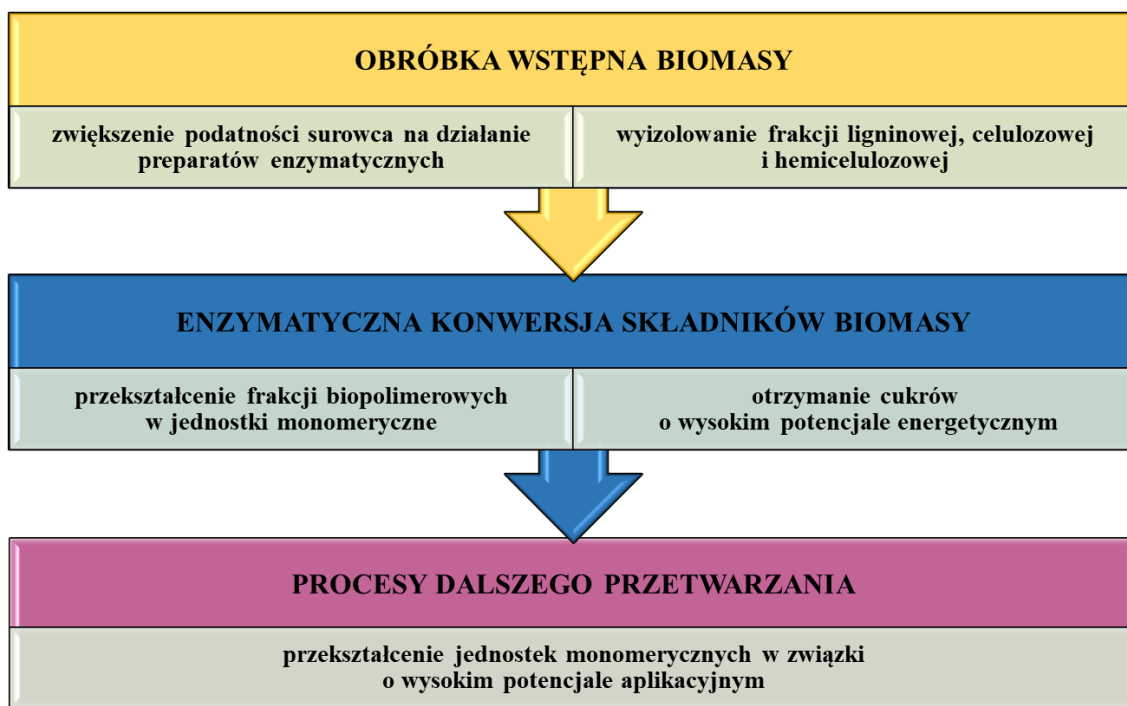 OBRÓBKA WSTĘPNA BIOMASY
zwiększenie podatności surowca na działanie
preparatów enzymatycznych
wyizolowanie frakcji ligninowej, celulozowej
i hemicelulozowej
ENZYMATYCZNA KONWERSJA SKŁADNIKÓW BIOMASY
przekształcenie frakcji biopolimerowych
w jednostki monomeryczne
otrzymanie cukrów
o wysokim potencjale energetycznym
PROCESY DALSZEGO PRZETWARZANIA
przekształcenie jednostek monomerycznych w związki
o wysokim potencjale aplikacyjnym